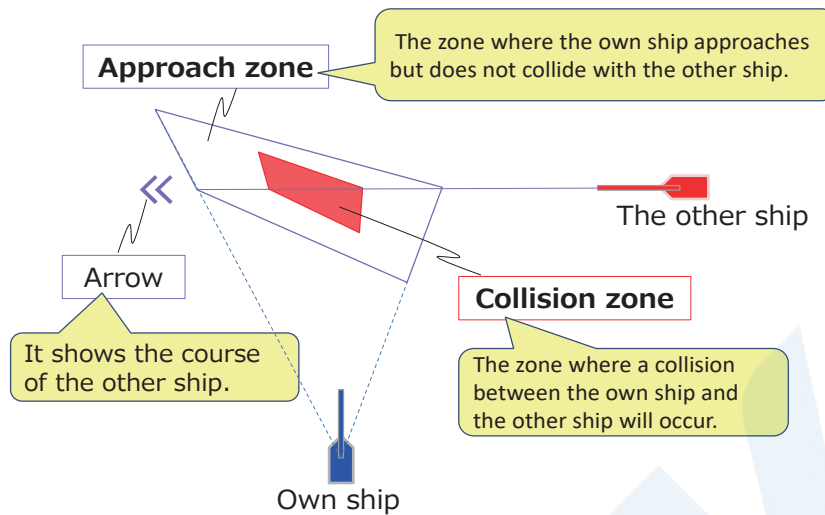 The zone where the own ship approaches
but does not collide with the other ship.
Approach zone
The other ship
Arrow
Collision zone
It shows the course
of the other ship.
The zone where a collision
between the own ship and
the other ship will occur.
Own ship